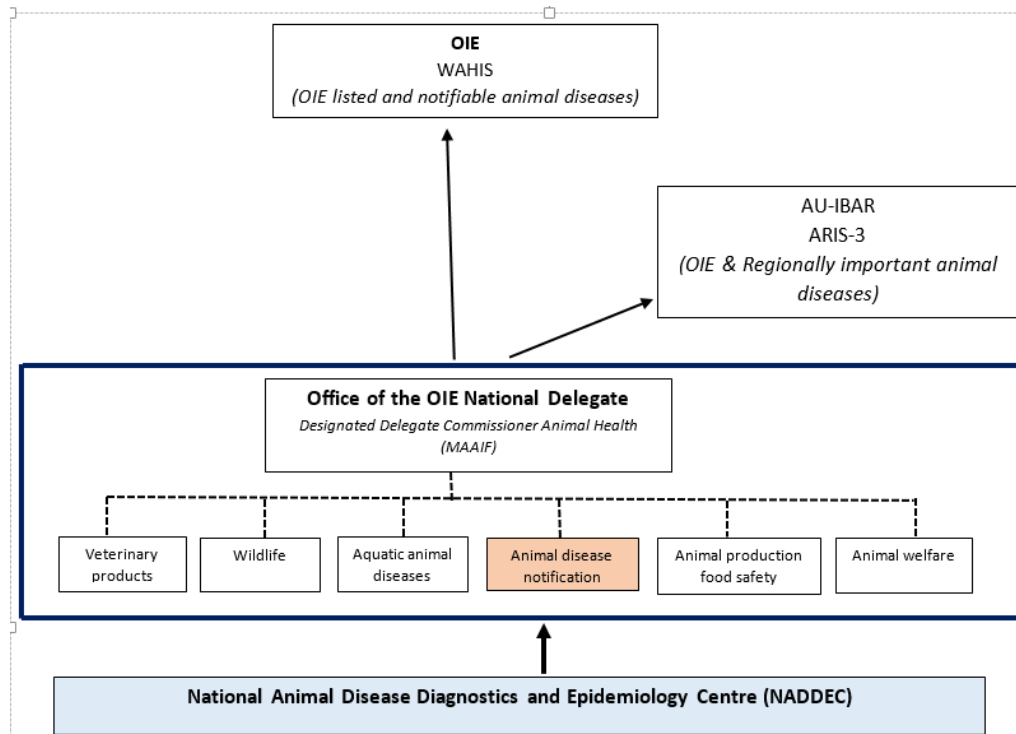 OIE
WAHIS
(OIE listed and notifiable animal diseases)
AU-IBAR
ARIS-3
(OIE & Regionally important animal
diseases)
Office of the OIE National Delegate
Designated Delegate Commissioner Animal Health
(MAAIF)
Veterinary
products
Wildlife
Aquatic animal
diseases
Animal disease
notification
Animal production
food safety
Animal welfare
National Animal Disease Diagnostics and Epidemiology Centre (NADDEC)